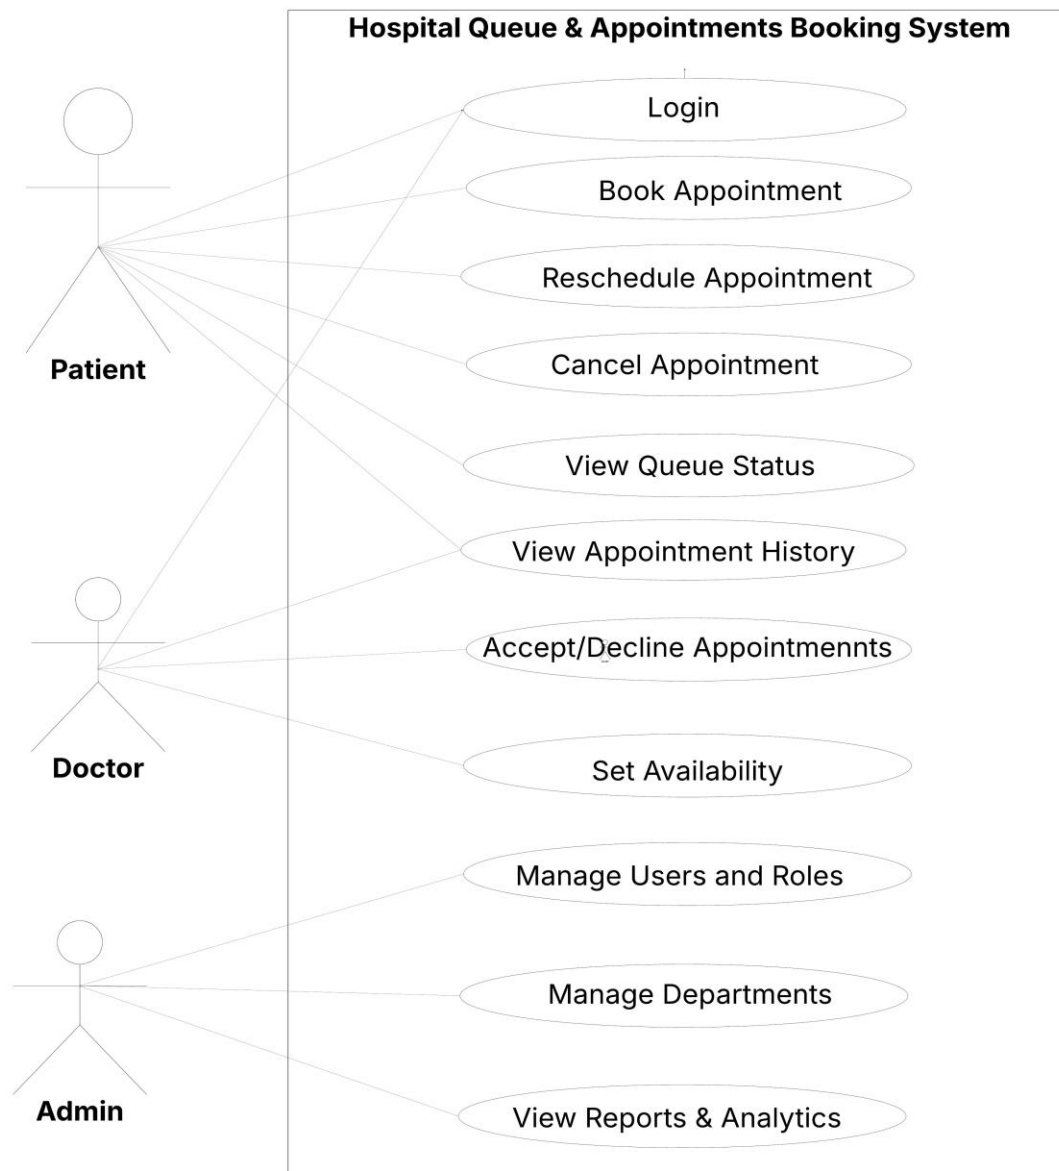 Hospital Queue & Appointments Booking System
Login
Book Appointment
Reschedule Appointment
Cancel Appointment
View Queue Status
View Appointment History
Accept/Decline Appointmennts
Set Availability
Manage Users and Roles
Manage Departments
View Reports & Analytics
Patient
Doctor
Admin